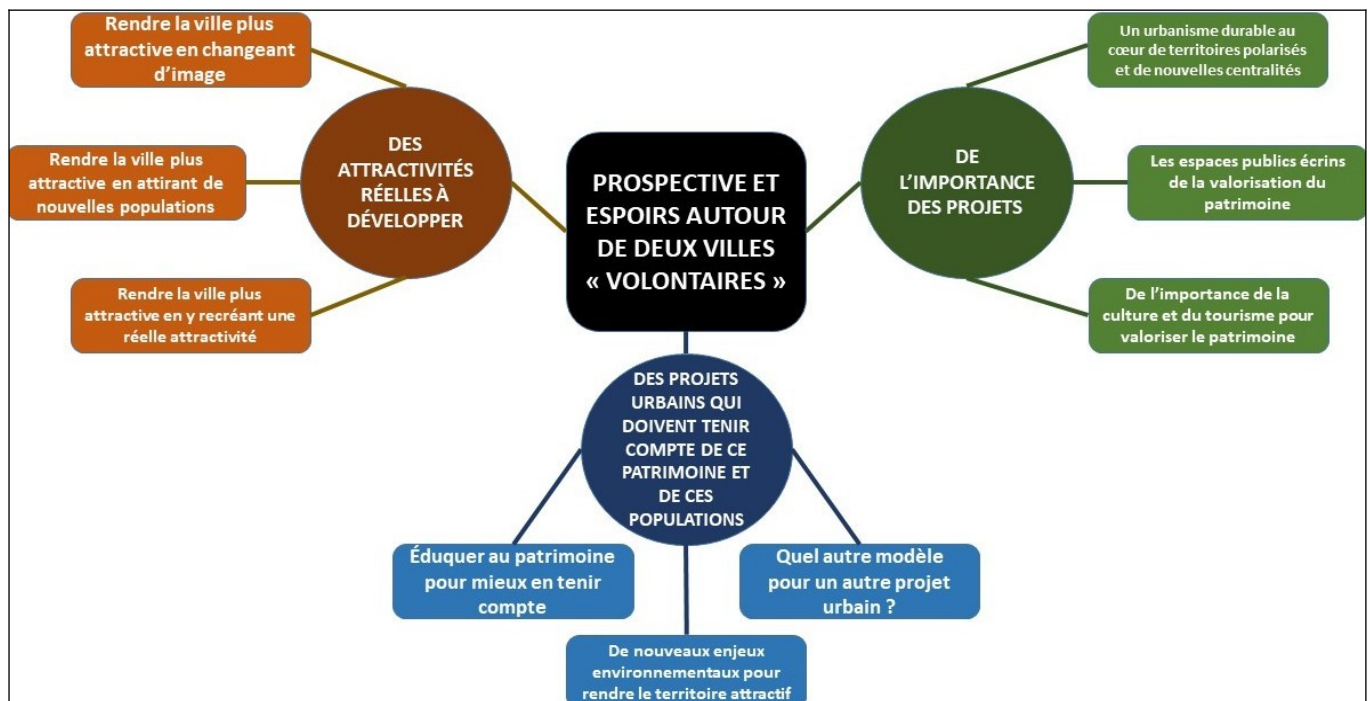 Rendre la ville plus
attractive en changeant
d’image
Rendre la ville plus
attractive en attirant de
nouvelles populations
Rendre la ville plus
attractive en y recréant une
réelle attractivité
DES
ATTRACTIVITÉS
RÉELLES À
DÉVELOPPER
PROSPECTIVE ET
ESPOIRS AUTOUR
DE DEUX VILLES
« VOLONTAIRES »
DE
L’IMPORTANCE
DES PROJETS
Un urbanisme durable au
cœur de territoires polarisés
et de nouvelles centralités
Les espaces publics écrins
de la valorisation du
patrimoine
De l’importance de la
culture et du tourisme pour
valoriser le patrimoine
DES PROJETS
URBAINS QUI
DOIVENT TENIR
COMPTE DE CE
PATRIMOINE ET
DE CES
POPULATIONS
Éduquer au patrimoine
pour mieux en tenir
compte
De nouveaux enjeux
environnementaux pour
rendre le territoire attractif
Quel autre modèle
pour un autre projet
urbain ?